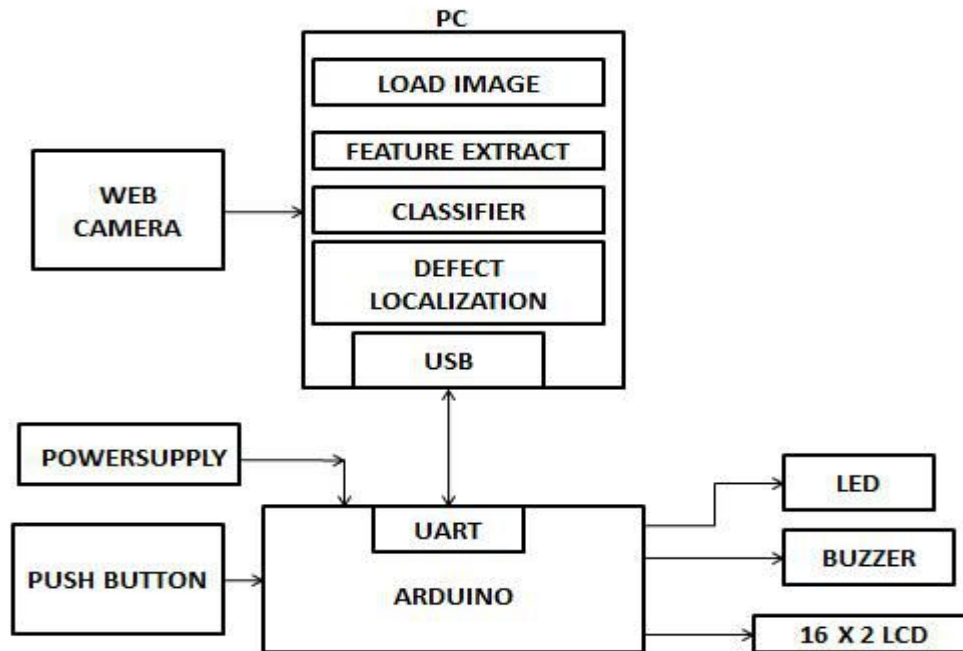 PC
LOAD IMAGE
FEATURE EXTRACT
CLASSIFIER
DEFECT
LOCALIZATION
USB
WEB
CAMERA
POWERSUPPLY
PUSH BUTTON
UART
ARDUINO
LED
BUZZER
16 X 2 LCD